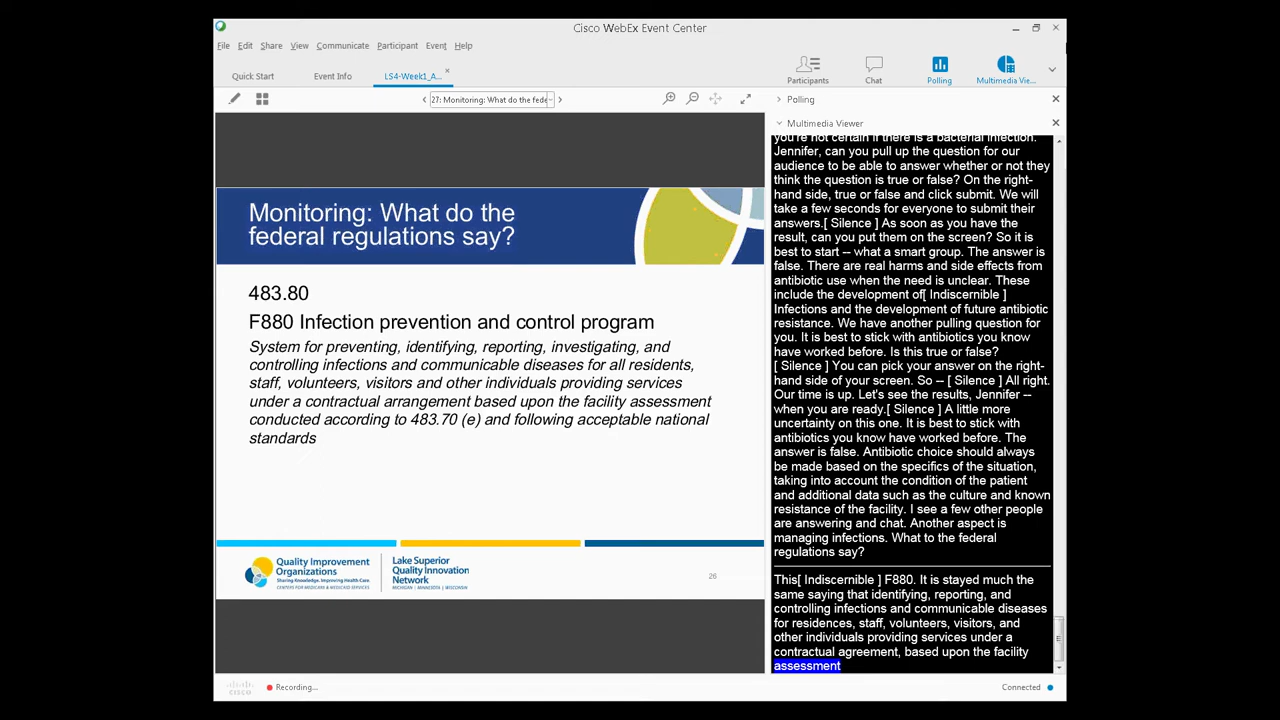 Cisco WebEx Event Center
File Edit Share View Communicate Participant Event Help
Quick Start Event Info LS4-Week1_A...
Participants Chat Polling Multimedia Vie...
27: Monitoring: What do the fede
Polling
Multimedia Viewer
Monitoring: What do the
federal regulations say?
483.80
F880 Infection prevention and control program
System for preventing, identifying, reporting, investigating, and
controlling infections and communicable diseases for all residents,
staff, volunteers, visitors and other individuals providing services
under a contractual arrangement based upon the facility assessment
conducted according to 483.70 (e) and following acceptable national
standards
Quality Improvement
Organizations
Sharing Knowledge. Improving Health Care.
CENTERS FOR MEDICARE & MEDICAID SERVICES
Lake Superior
Quality Innovation
Network
MICHIGAN | MINNESOTA | WISCONSIN
26
you're not certain if there is a bacterial infection.
Jennifer, can you pull up the question for our
audience to be able to answer whether or not they
think the question is true or false? On the right-
hand side, true or false and click submit. We will
take a few seconds for everyone to submit their
answers.[ Silence ] As soon as you have the
result, can you put them on the screen? So it is
best to start -- what a smart group. The answer is
false. There are real harms and side effects from
antibiotic use when the need is unclear. These
include the development of[ Indiscernible ]
Infections and the development of future antibiotic
resistance. We have another pulling question for
you. It is best to stick with antibiotics you know
have worked before. Is this true or false?
[ Silence ] You can pick your answer on the right-
hand side of your screen. So -- [ Silence ] All right.
Our time is up. Let's see the results, Jennifer --
when you are ready.[ Silence ] A little more
uncertainty on this one. It is best to stick with
antibiotics you know have worked before. The
answer is false. Antibiotic choice should always
be made based on the specifics of the situation,
taking into account the condition of the patient
and additional data such as the culture and known
resistance of the facility. I see a few other people
are answering and chat. Another aspect is
managing infections. What to the federal
regulations say?
This[ Indiscernible ] F880. It is stayed much the
same saying that identifying, reporting, and
controlling infections and communicable diseases
for residences, staff, volunteers, visitors, and
other individuals providing services under a
contractual agreement, based upon the facility
assessment
cisco
Recording...
Connected